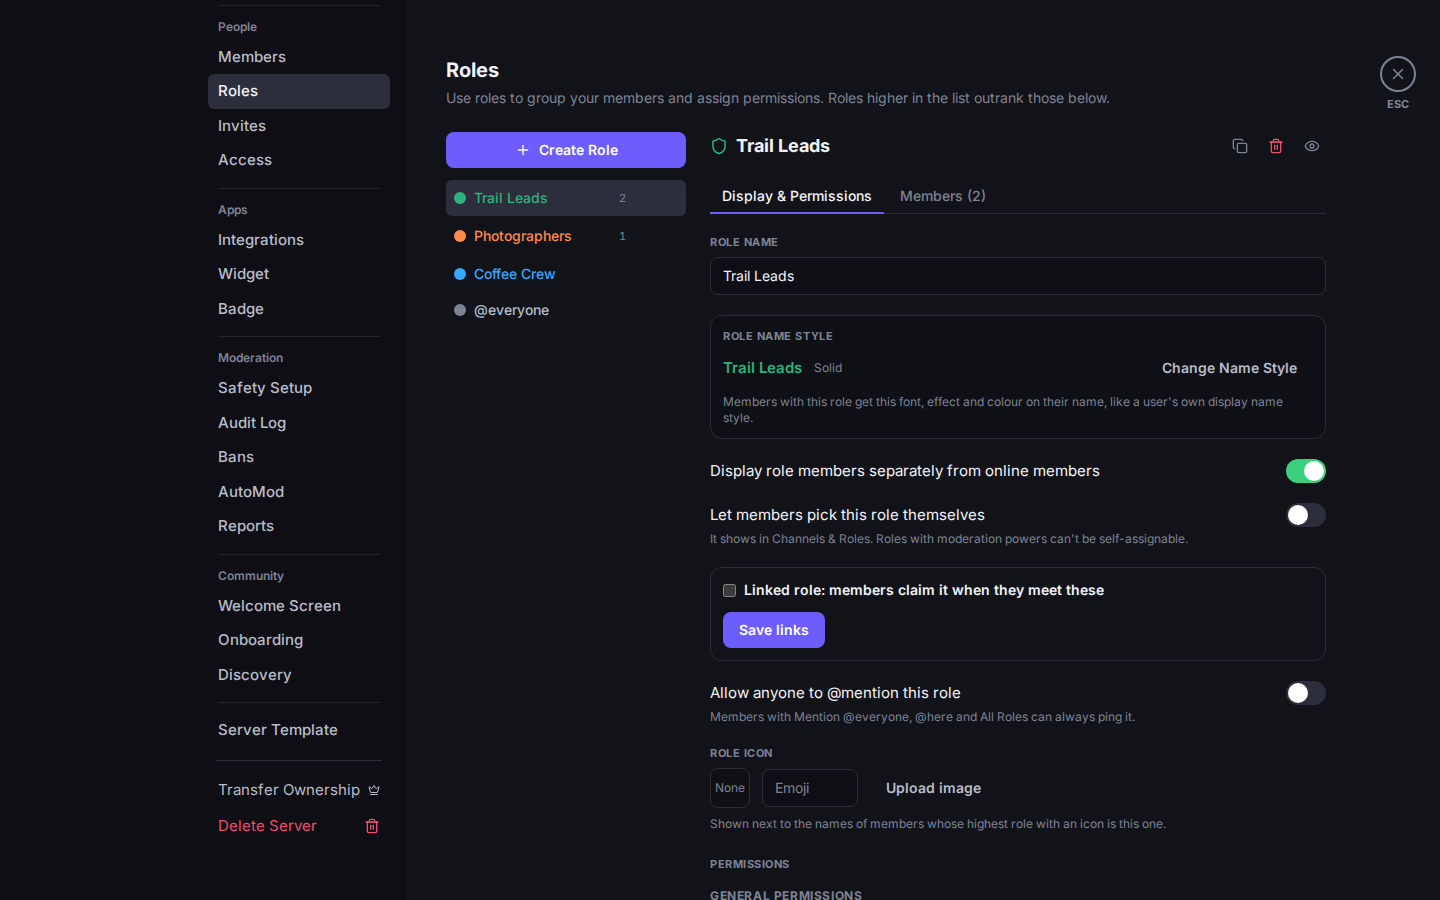 People
Members
Roles
Invites
Access
Apps
Integrations
Widget
Badge
Moderation
Safety Setup
Audit Log
Bans
AutoMod
Reports
Community
Welcome Screen
Onboarding
Discovery
Server Template
Transfer Ownership
Delete Server
Roles
Use roles to group your members and assign permissions. Roles higher in the list outrank those below.
ESC
Create Role
Trail Leads 2
Photographers 1
Coffee Crew
@everyone
Trail Leads
Display & Permissions Members (2)
ROLE NAME
Trail Leads
ROLE NAME STYLE
Trail Leads Solid Change Name Style
Members with this role get this font, effect and colour on their name, like a user's own display name
style.
Display role members separately from online members
Let members pick this role themselves
It shows in Channels & Roles. Roles with moderation powers can't be self-assignable.
Linked role: members claim it when they meet these
Save links
Allow anyone to @mention this role
Members with Mention @everyone, @here and All Roles can always ping it.
ROLE ICON
None Emoji Upload image
Shown next to the names of members whose highest role with an icon is this one.
PERMISSIONS
GENERAL PERMISSIONS